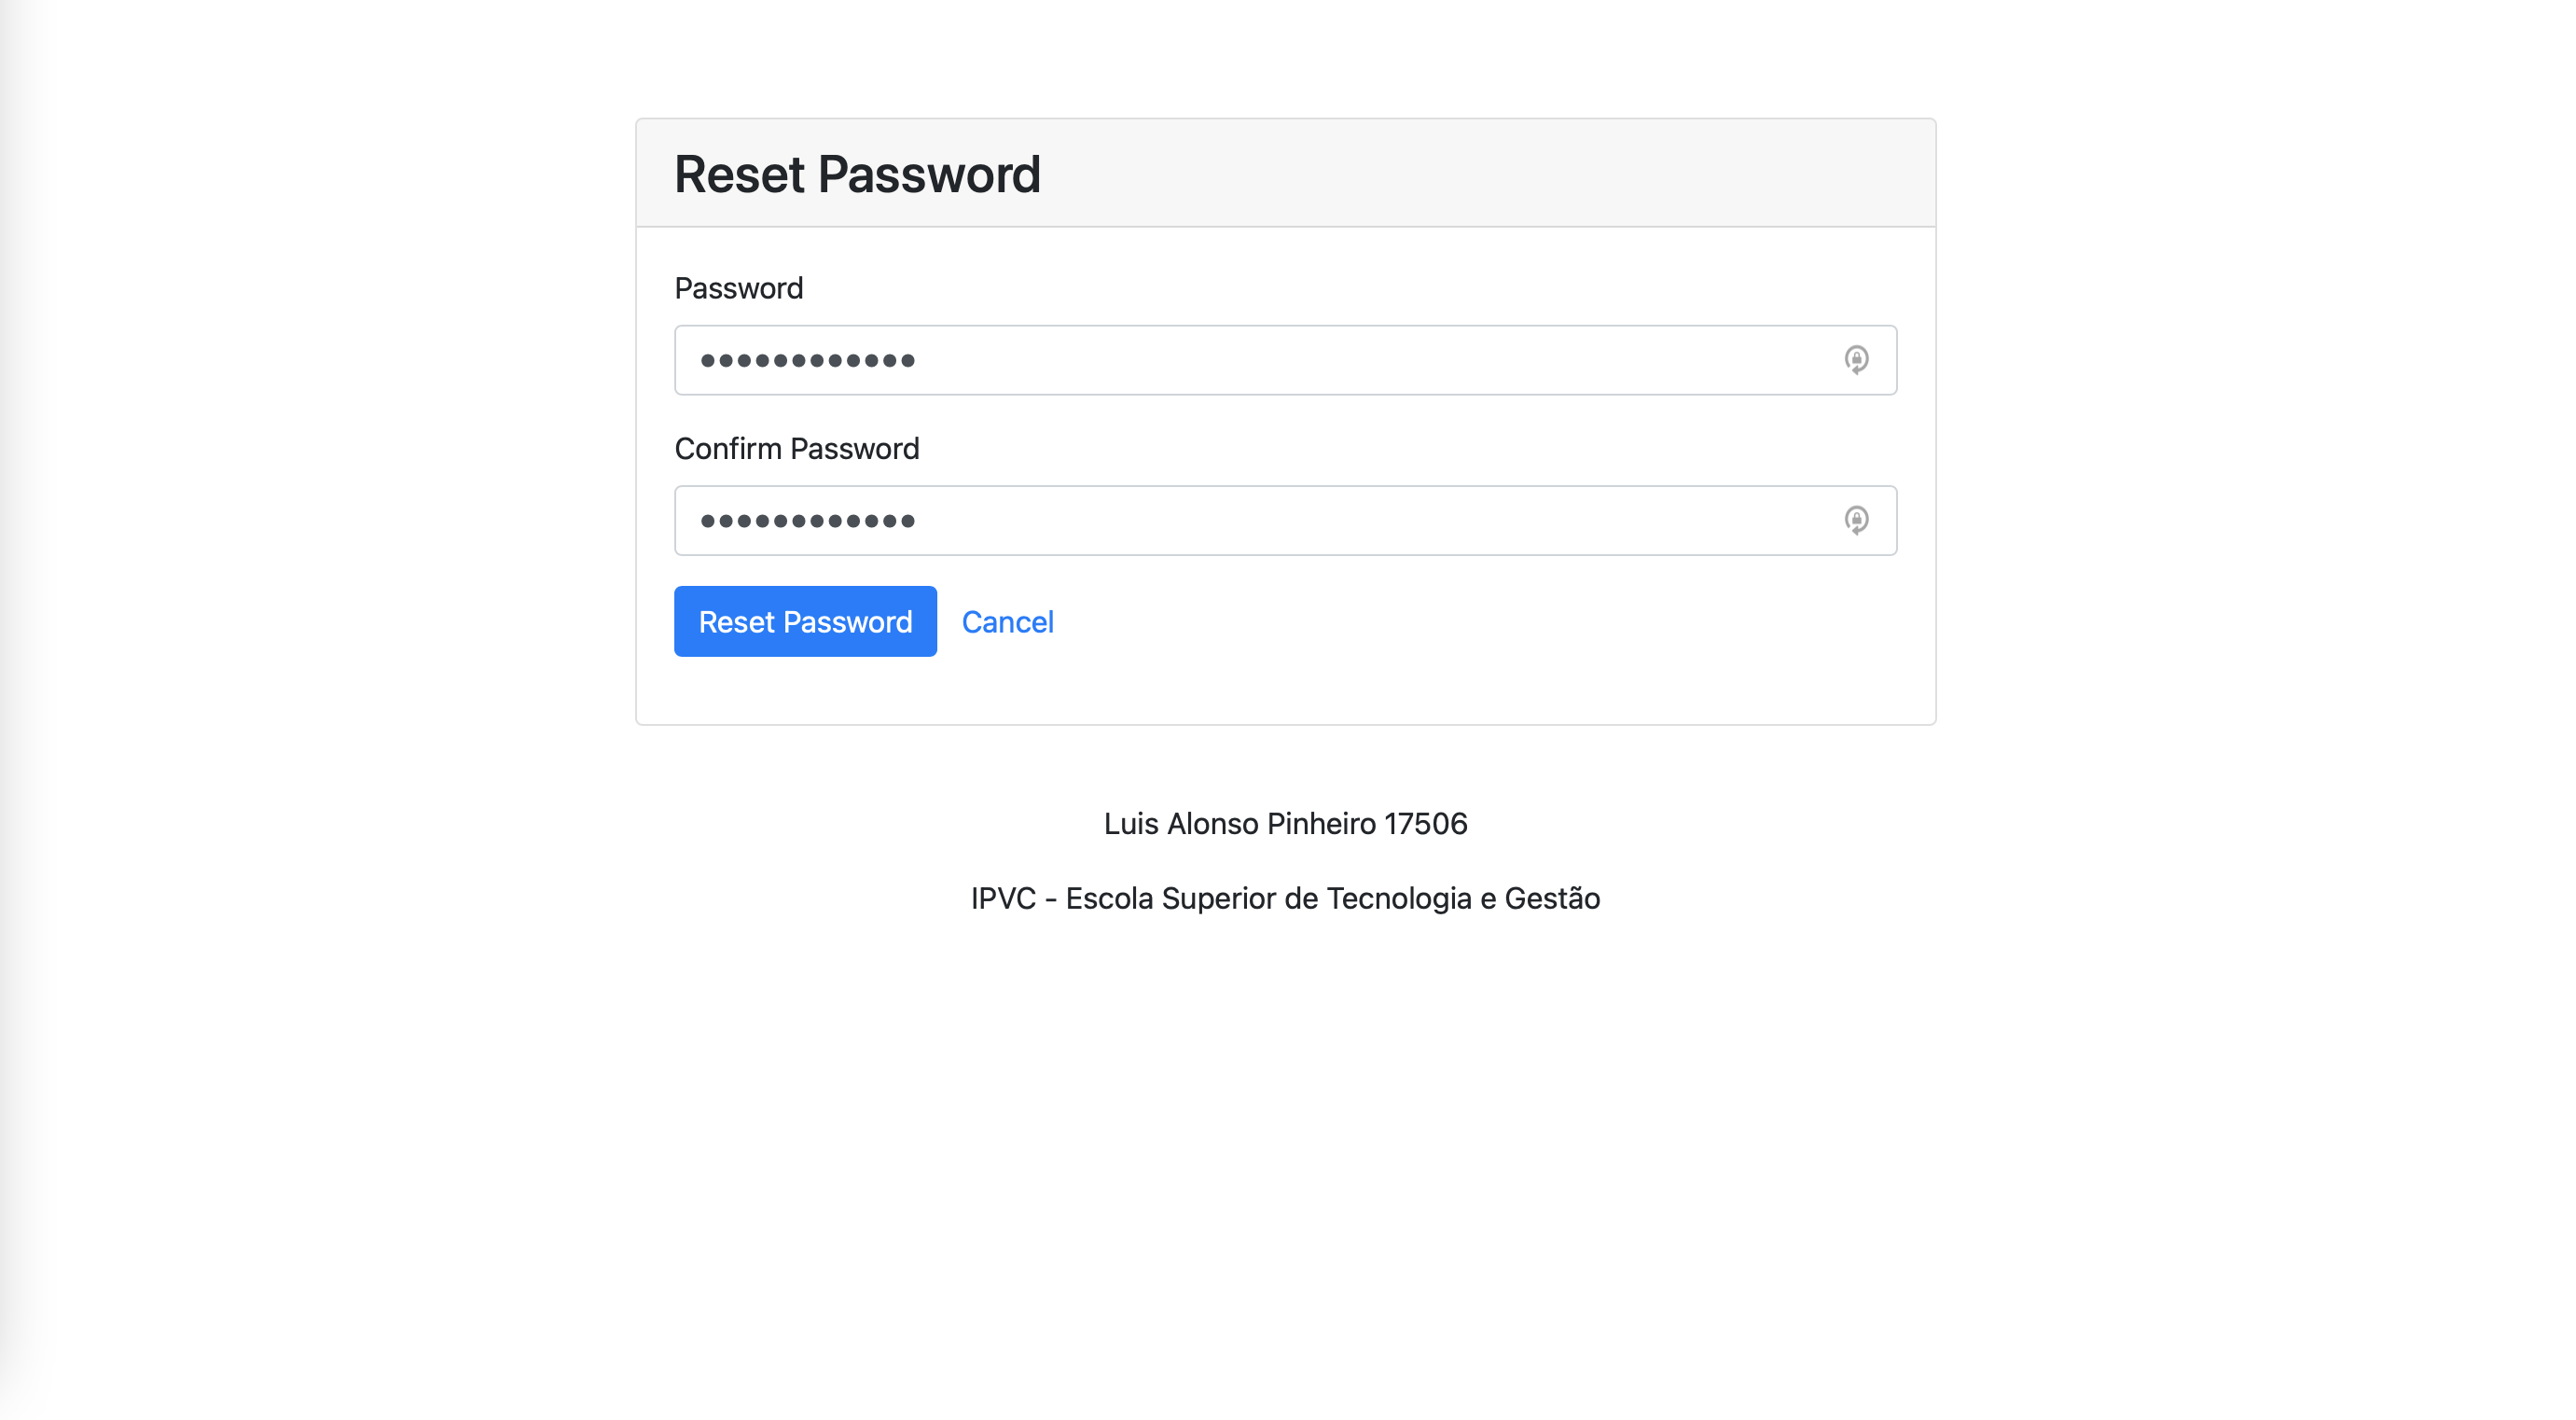 Reset Password
Password
••••••••••••
Confirm Password
••••••••••••
Reset Password Cancel
Luis Alonso Pinheiro 17506
IPVC - Escola Superior de Tecnologia e Gestão